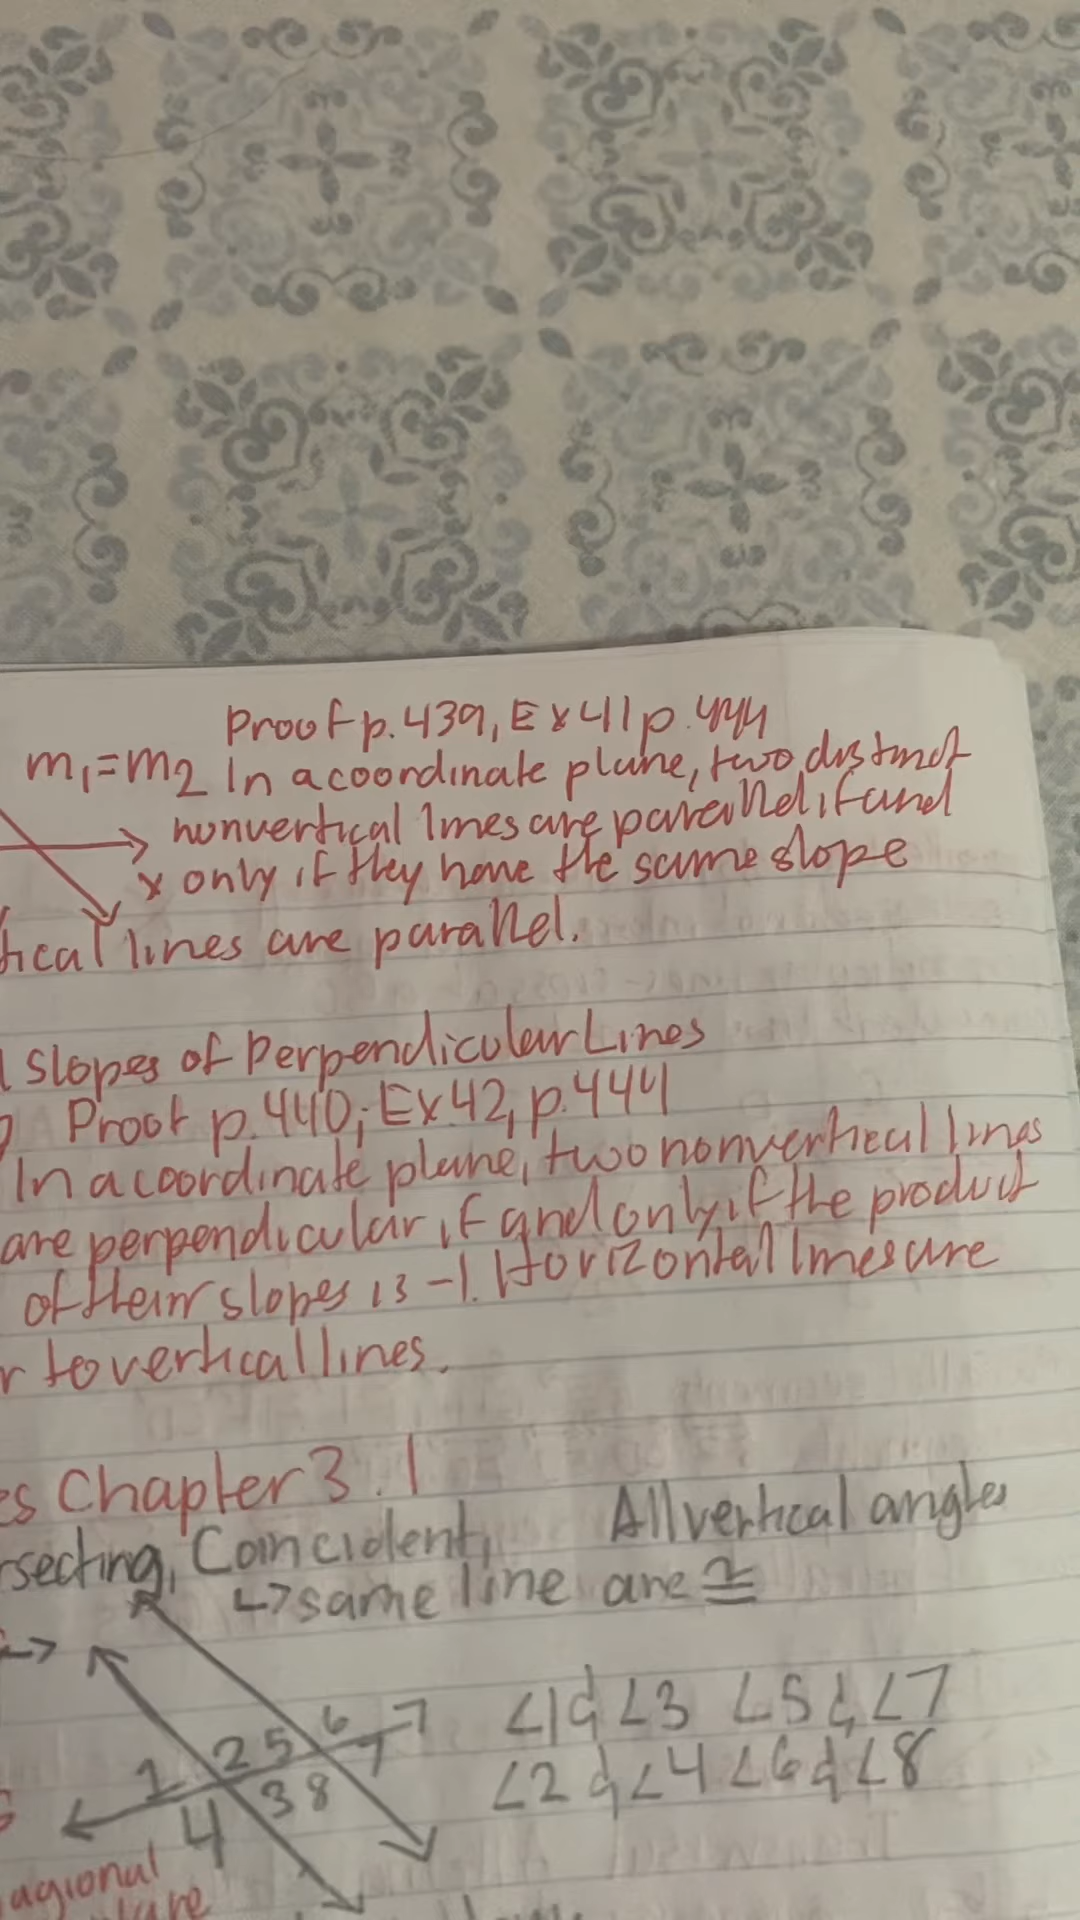 Proof p.439, Ex 41 p.444
m₁=m₂ In a coordinate plane, two distinct
nonvertical lines are parallel if and
x only if they have the same slope
tical lines are parallel.
Slopes of Perpendicular Lines
Proof p.440; Ex.42, p.444
In a coordinate plane, two nonvertical lines
are perpendicular if and only if the product
of their slopes is -1. Horizontal lines are
r to vertical lines.
es Chapter 3.1
rsecting, Coincident, All vertical angles
↳ same line are ≅
∠1 & ∠3 ∠5 & ∠7
∠2 & ∠4 ∠6 & ∠8
1 2 5 6 7
4 3 8
agional